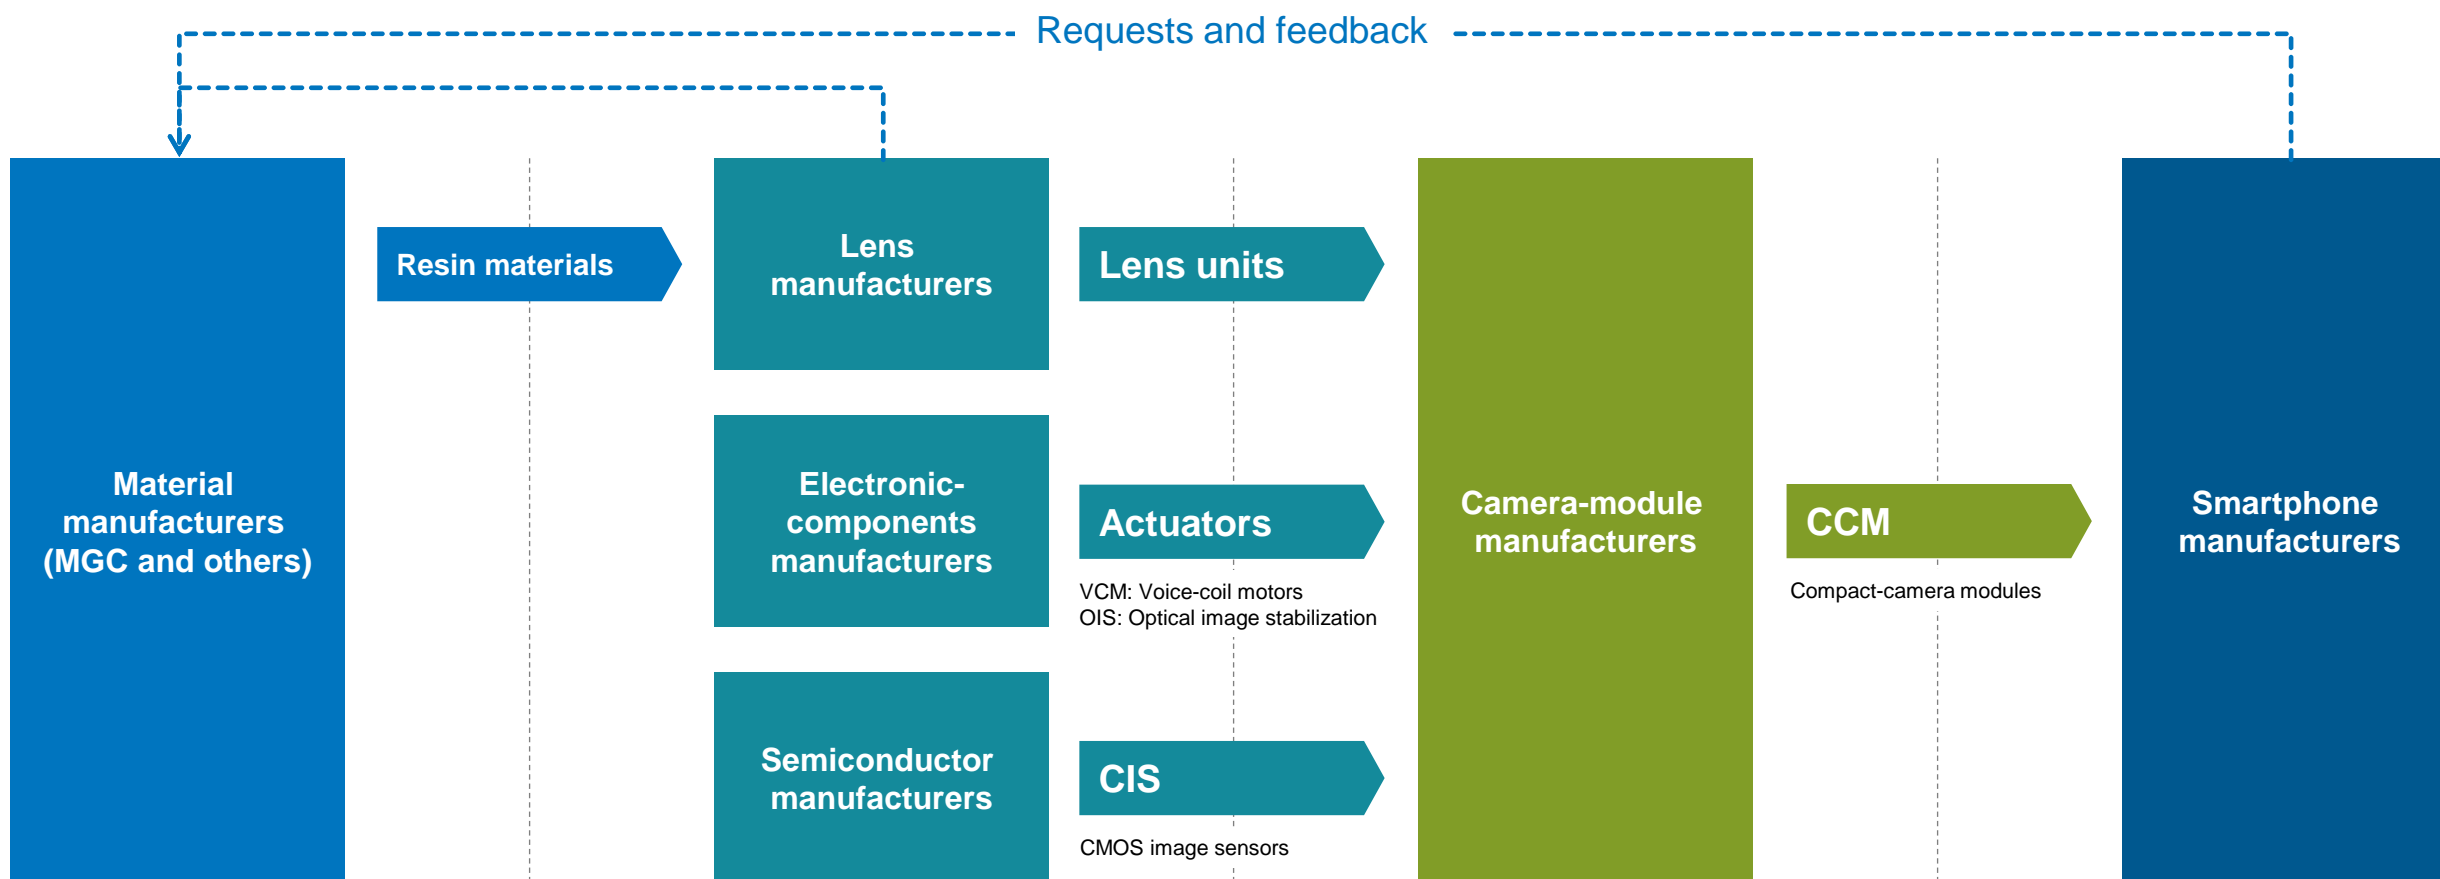 Requests and feedback
Material
manufacturers
(MGC and others)
Resin materials
Lens
manufacturers
Lens units
Electronic-
components
manufacturers
Actuators
VCM: Voice-coil motors
OIS: Optical image stabilization
Semiconductor
manufacturers
CIS
CMOS image sensors
Camera-module
manufacturers
CCM
Compact-camera modules
Smartphone
manufacturers